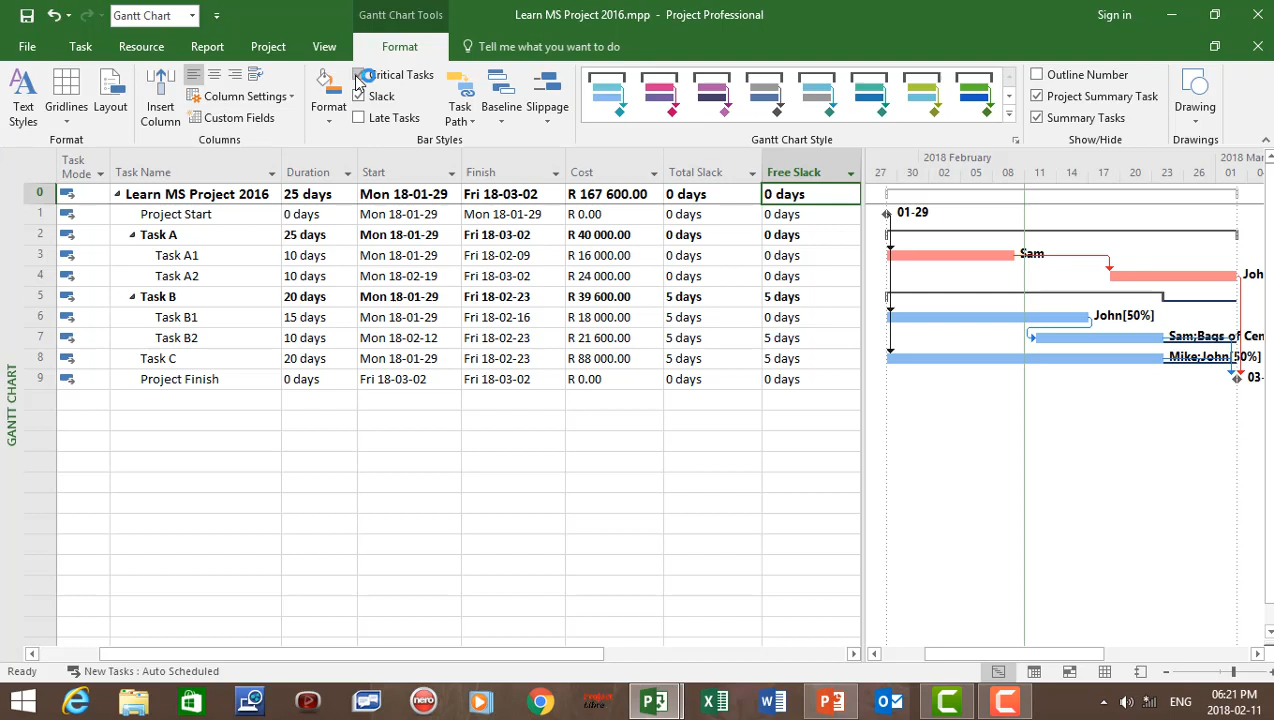 Gantt Chart
Gantt Chart Tools
Learn MS Project 2016.mpp - Project Professional
Sign in
File Task Resource Report Project View Format Tell me what you want to do
Text Styles
Gridlines
Layout
Format
Insert Column
Column Settings
Custom Fields
Columns
Format
Critical Tasks
Slack
Late Tasks
Task Path
Baseline
Slippage
Bar Styles
Gantt Chart Style
Outline Number
Project Summary Task
Summary Tasks
Show/Hide
Drawing
Drawings
Task Mode Task Name Duration Start Finish Cost Total Slack Free Slack
0 Learn MS Project 2016 25 days Mon 18-01-29 Fri 18-03-02 R 167 600.00 0 days 0 days
1 Project Start 0 days Mon 18-01-29 Mon 18-01-29 R 0.00 0 days 0 days
2 Task A 25 days Mon 18-01-29 Fri 18-03-02 R 40 000.00 0 days 0 days
3 Task A1 10 days Mon 18-01-29 Fri 18-02-09 R 16 000.00 0 days 0 days
4 Task A2 10 days Mon 18-02-19 Fri 18-03-02 R 24 000.00 0 days 0 days
5 Task B 20 days Mon 18-01-29 Fri 18-02-23 R 39 600.00 5 days 5 days
6 Task B1 15 days Mon 18-01-29 Fri 18-02-16 R 18 000.00 5 days 5 days
7 Task B2 10 days Mon 18-02-12 Fri 18-02-23 R 21 600.00 5 days 5 days
8 Task C 20 days Mon 18-01-29 Fri 18-02-23 R 88 000.00 5 days 5 days
9 Project Finish 0 days Fri 18-03-02 Fri 18-03-02 R 0.00 0 days 0 days
2018 February 2018 Mar
27 30 02 05 08 11 14 17 20 23 26 01 04
01-29
Sam
Joh
John[50%]
Sam;Bags of Cen
Mike;John[50%]
03-
GANTT CHART
Ready New Tasks : Auto Scheduled
nero
ENG
06:21 PM
2018-02-11